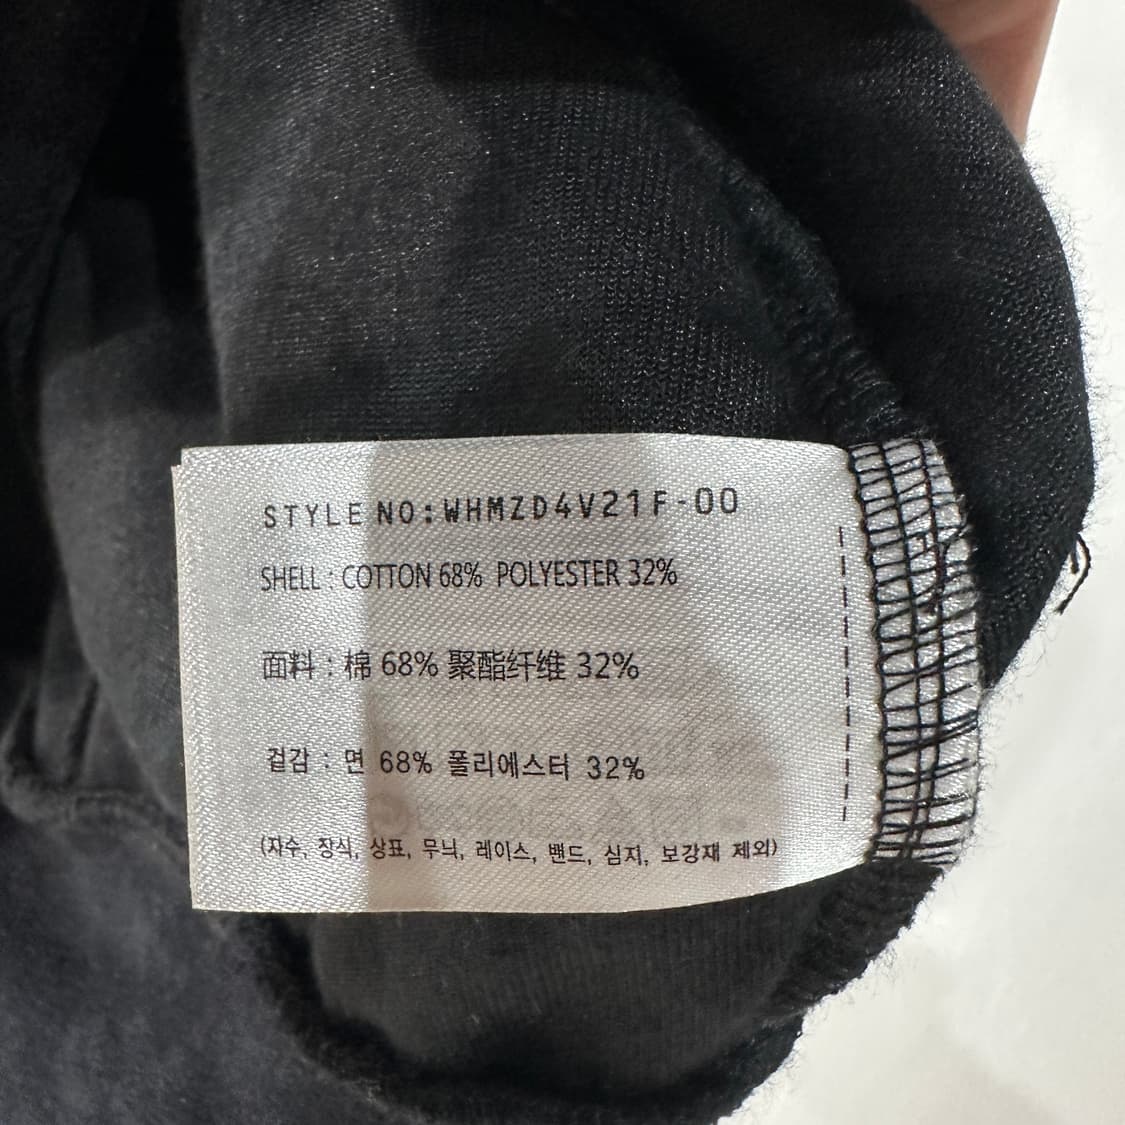 STYLE NO:WHMZD4V21F-00
SHELL : COTTON 68% POLYESTER 32%
面料 : 棉 68% 聚酯纤维 32%
겉감 : 면 68% 폴리에스터 32%
(자수, 장식, 상표, 무늬, 레이스, 밴드, 심지, 보강재 제외)